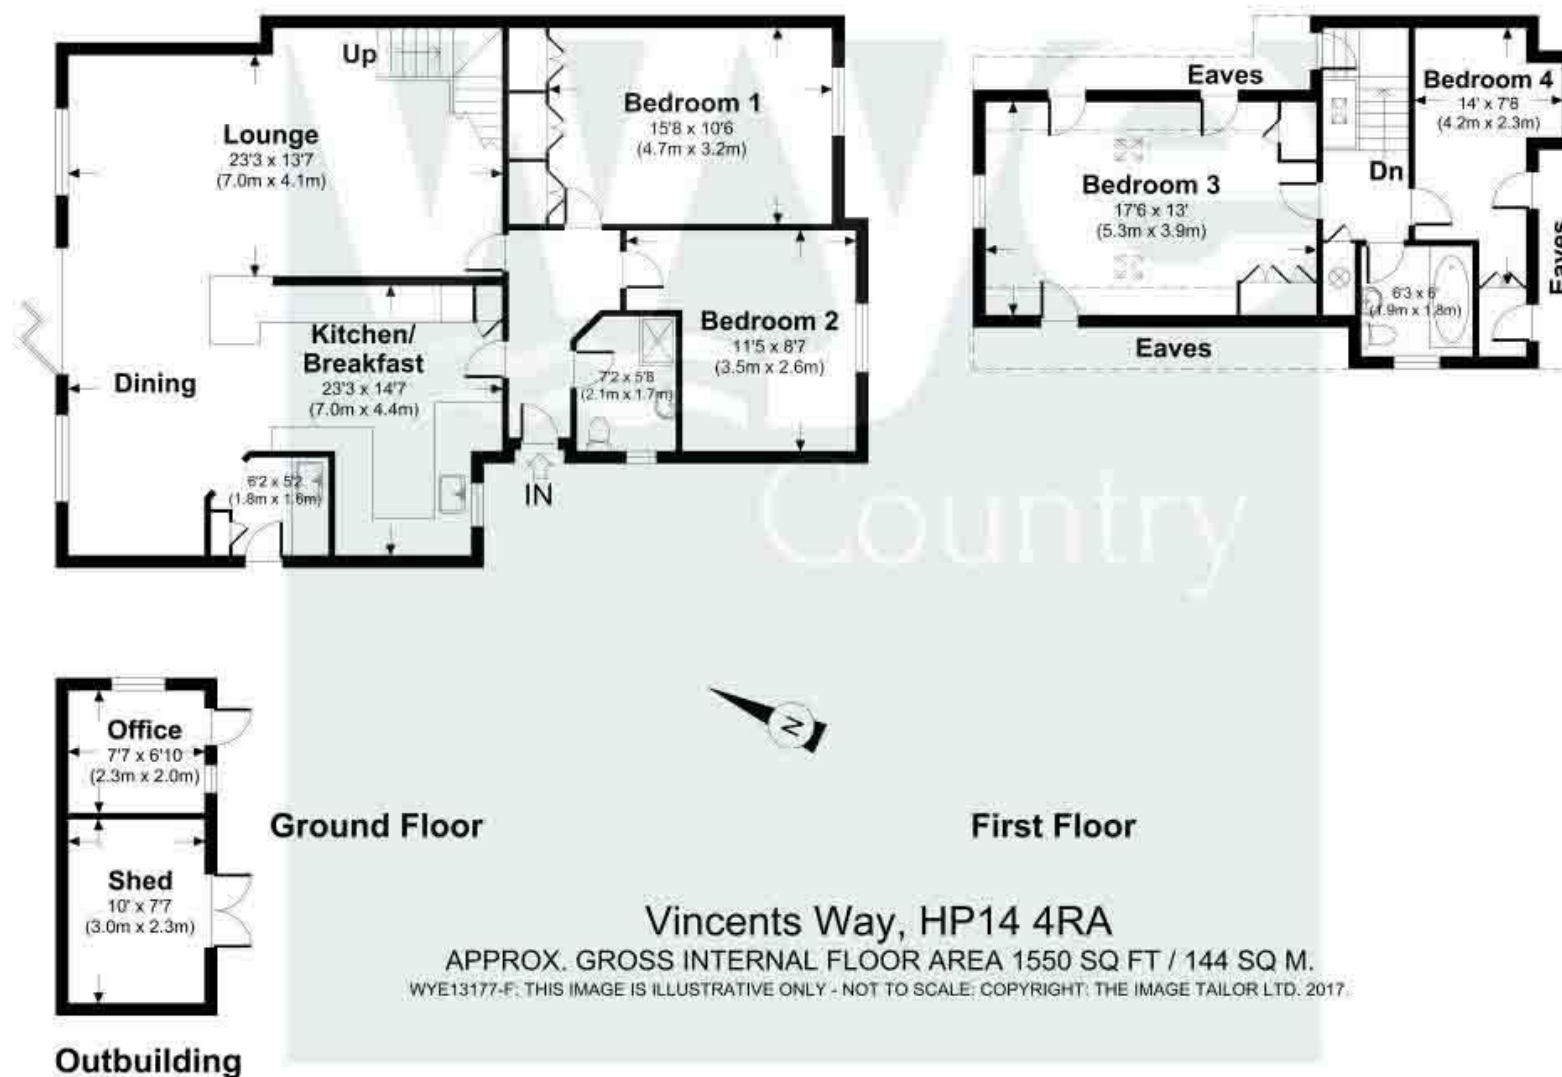 Up
Lounge
23'3 x 13'7
(7.0m x 4.1m)
Bedroom 1
15'8 x 10'6
(4.7m x 3.2m)
Kitchen/
Breakfast
23'3 x 14'7
(7.0m x 4.4m)
Dining
Bedroom 2
11'5 x 8'7
(3.5m x 2.6m)
7'2 x 5'8
(2.1m x 1.7m)
6'2 x 5'2
(1.8m x 1.6m)
IN
Eaves
Bedroom 4
14' x 7'8
(4.2m x 2.3m)
Bedroom 3
17'6 x 13'
(5.3m x 3.9m)
Dn
6'3 x 6'
(1.9m x 1.8m)
Eaves
Eaves
Wye
Country
N
Office
7'7 x 6'10
(2.3m x 2.0m)
Shed
10' x 7'7
(3.0m x 2.3m)
Outbuilding
Ground Floor
First Floor
Vincents Way, HP14 4RA
APPROX. GROSS INTERNAL FLOOR AREA 1550 SQ FT / 144 SQ M.
WYE13177-F. THIS IMAGE IS ILLUSTRATIVE ONLY - NOT TO SCALE. COPYRIGHT: THE IMAGE TAILOR LTD. 2017.